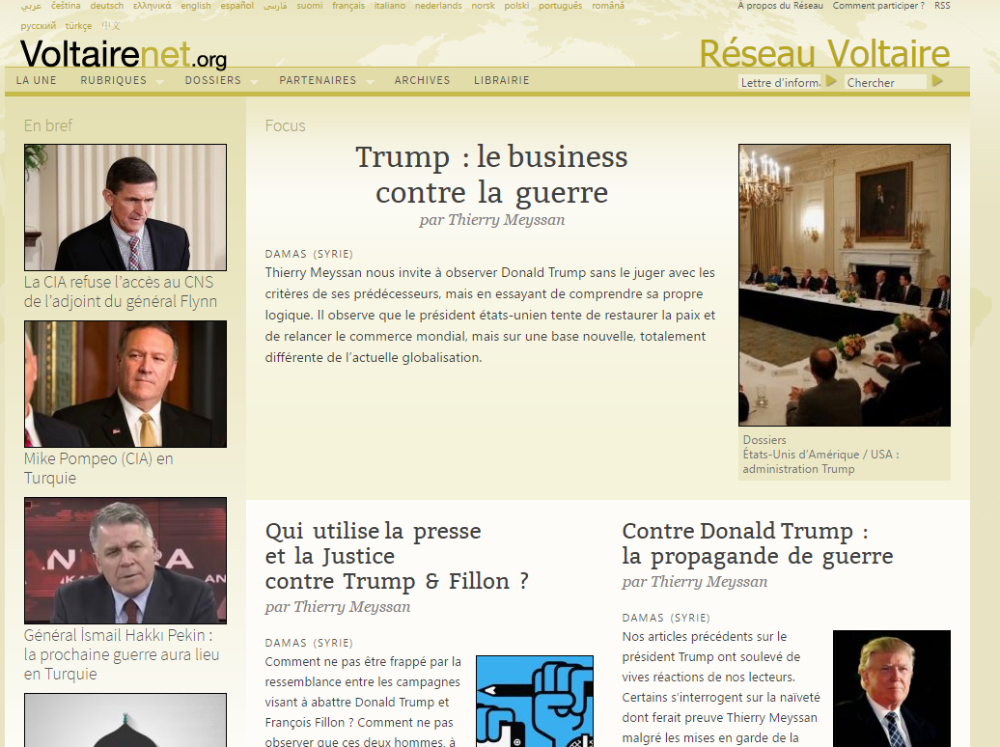 عربي čeština deutsch ελληνικά english español فارسى suomi français italiano nederlands norsk polski português română
русский türkçe 中文
À propos du Réseau Comment participer ? RSS
Voltairenet.org
Réseau Voltaire
LA UNE RUBRIQUES DOSSIERS PARTENAIRES ARCHIVES LIBRAIRIE
Lettre d'informa Chercher
En bref
La CIA refuse l'accès au CNS
de l'adjoint du général Flynn
Mike Pompeo (CIA) en
Turquie
ANKARA
AN
Général İsmail Hakkı Pekin :
la prochaine guerre aura lieu
en Turquie
Focus
Trump : le business
contre la guerre
par Thierry Meyssan
DAMAS (SYRIE)
Thierry Meyssan nous invite à observer Donald Trump sans le juger avec les
critères de ses prédécesseurs, mais en essayant de comprendre sa propre
logique. Il observe que le président états-unien tente de restaurer la paix et
de relancer le commerce mondial, mais sur une base nouvelle, totalement
différente de l'actuelle globalisation.
Dossiers
États-Unis d'Amérique / USA :
administration Trump
Qui utilise la presse
et la Justice
contre Trump & Fillon ?
par Thierry Meyssan
DAMAS (SYRIE)
Comment ne pas être frappé par la
ressemblance entre les campagnes
visant à abattre Donald Trump et
François Fillon ? Comment ne pas
observer que ces deux hommes, à
Contre Donald Trump :
la propagande de guerre
par Thierry Meyssan
DAMAS (SYRIE)
Nos articles précédents sur le
président Trump ont soulevé de
vives réactions de nos lecteurs.
Certains s'interrogent sur la naïveté
dont ferait preuve Thierry Meyssan
malgré les mises en garde de la